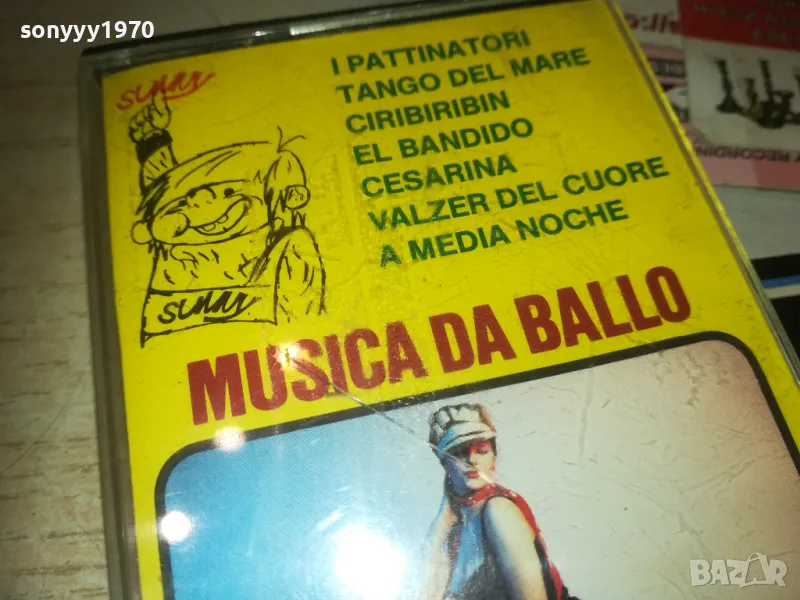 sonyyy1970
sunny
I PATTINATORI
TANGO DEL MARE
CIRIBIRIBIN
EL BANDIDO
CESARINA
VALZER DEL CUORE
A MEDIA NOCHE
sunny
MUSICA DA BALLO
RECORDIN
BAZAR